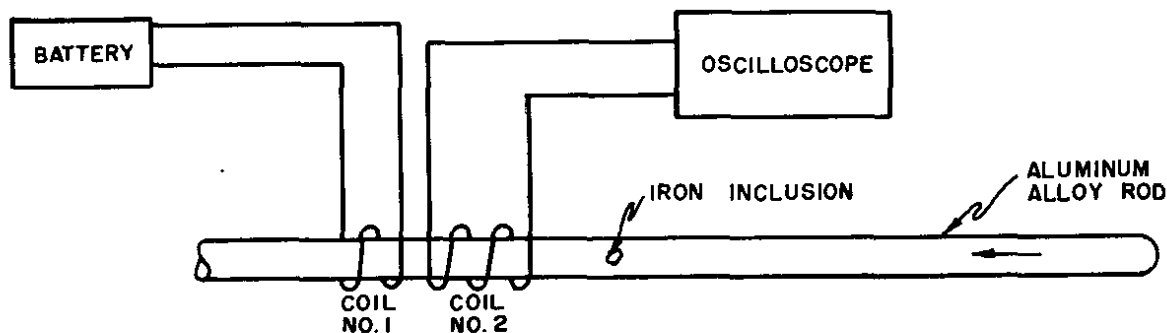 BATTERY
OSCILLOSCOPE
IRON INCLUSION
ALUMINUM
ALLOY ROD
COIL
NO. 1
COIL
NO. 2